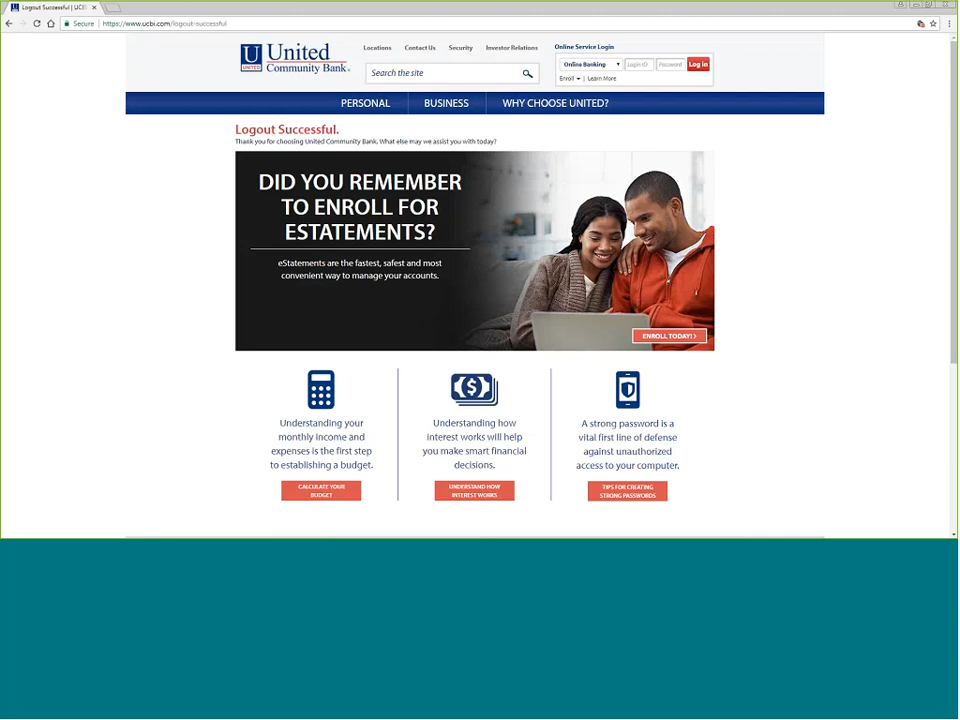 Logout Successful | UCBI
Secure https://www.ucbi.com/logout-successful
U
UNITED
United
Community Bank
Locations Contact Us Security Investor Relations
Search the site
Online Service Login
Online Banking Login ID Password Log in
Enroll | Learn More
PERSONAL BUSINESS WHY CHOOSE UNITED?
Logout Successful.
Thank you for choosing United Community Bank. What else may we assist you with today?
DID YOU REMEMBER
TO ENROLL FOR
ESTATEMENTS?
eStatements are the fastest, safest and most
convenient way to manage your accounts.
ENROLL TODAY! ›
Understanding your
monthly income and
expenses is the first step
to establishing a budget.
CALCULATE YOUR
BUDGET
Understanding how
interest works will help
you make smart financial
decisions.
UNDERSTAND HOW
INTEREST WORKS
A strong password is a
vital first line of defense
against unauthorized
access to your computer.
TIPS FOR CREATING
STRONG PASSWORDS